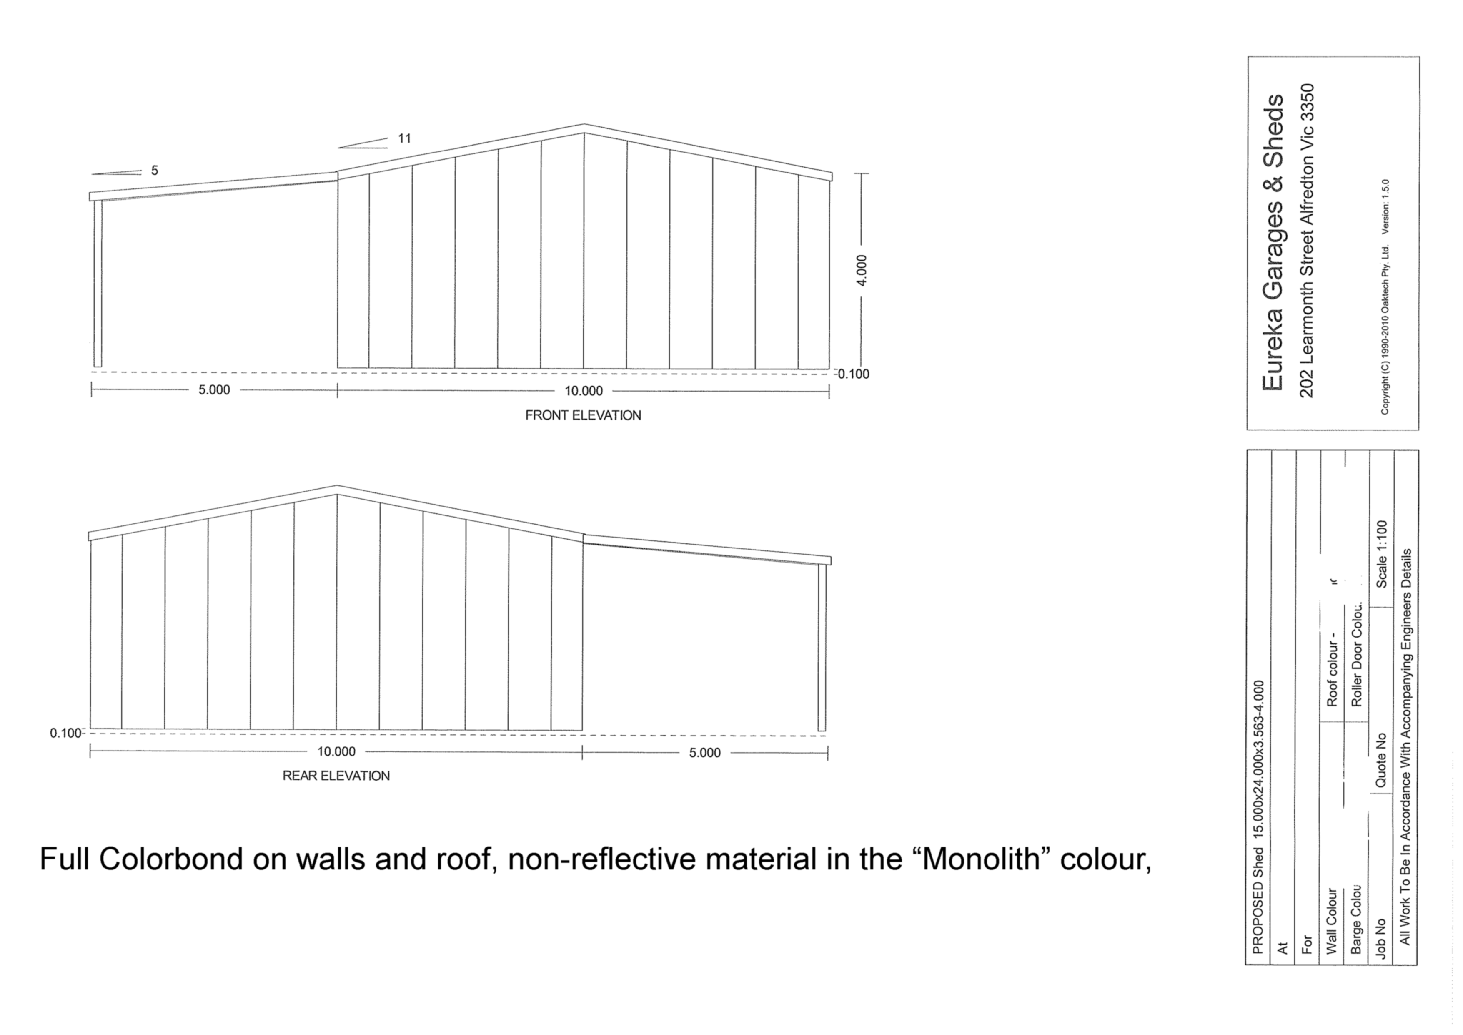 11
5
4.000
0.100
5.000
10.000
FRONT ELEVATION
0.100
10.000
5.000
REAR ELEVATION
Full Colorbond on walls and roof, non-reflective material in the “Monolith” colour,
Eureka Garages & Sheds
202 Learmonth Street Alfredton Vic 3350
Copyright (C) 1990-2010 Oaktech Pty. Ltd. Version: 1.5.0
PROPOSED Shed 15.000x24.000x3.563-4.000
At
For
Wall Colour Roof colour -
Barge Colou Roller Door Colou
Job No Quote No Scale 1:100
All Work To Be In Accordance With Accompanying Engineers Details